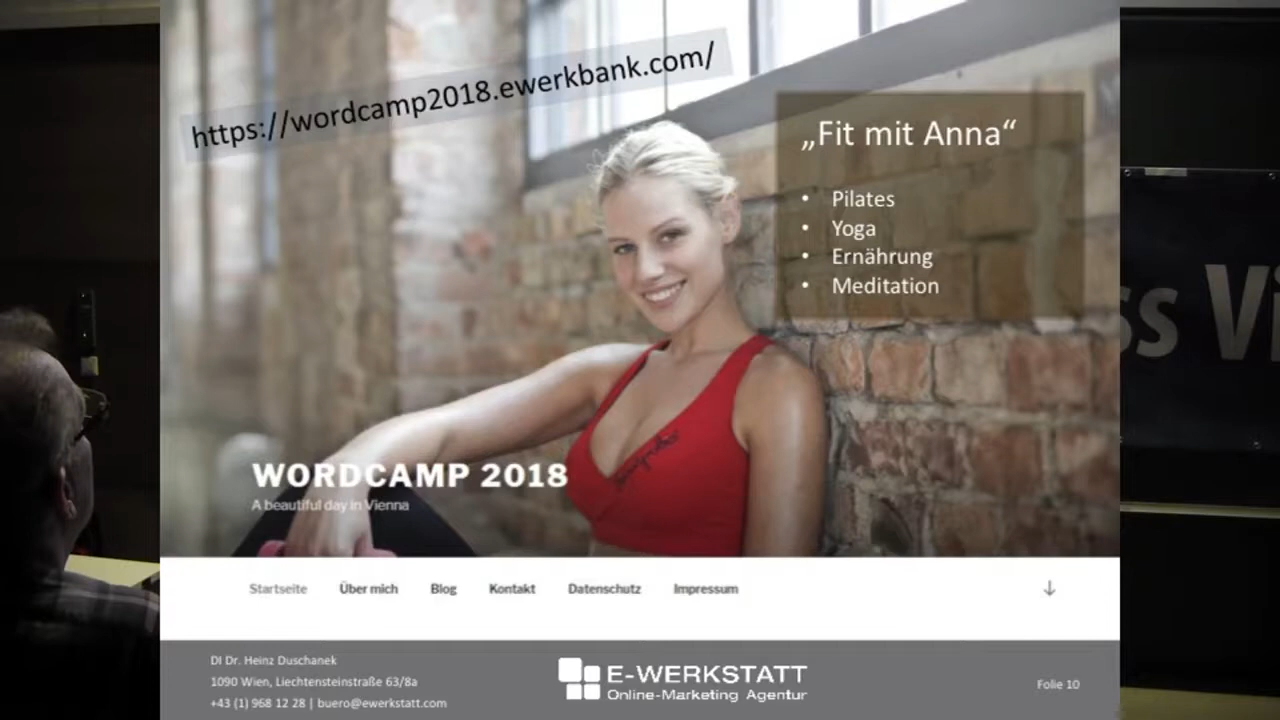 https://wordcamp2018.ewerkbank.com/
„Fit mit Anna“
• Pilates
• Yoga
• Ernährung
• Meditation
WORDCAMP 2018
A beautiful day in Vienna
Startseite Über mich Blog Kontakt Datenschutz Impressum
DI Dr. Heinz Duschanek
1090 Wien, Liechtensteinstraße 63/8a
+43 (1) 968 12 28 | buero@ewerkstatt.com
E-WERKSTATT
Online-Marketing Agentur
Folie 10